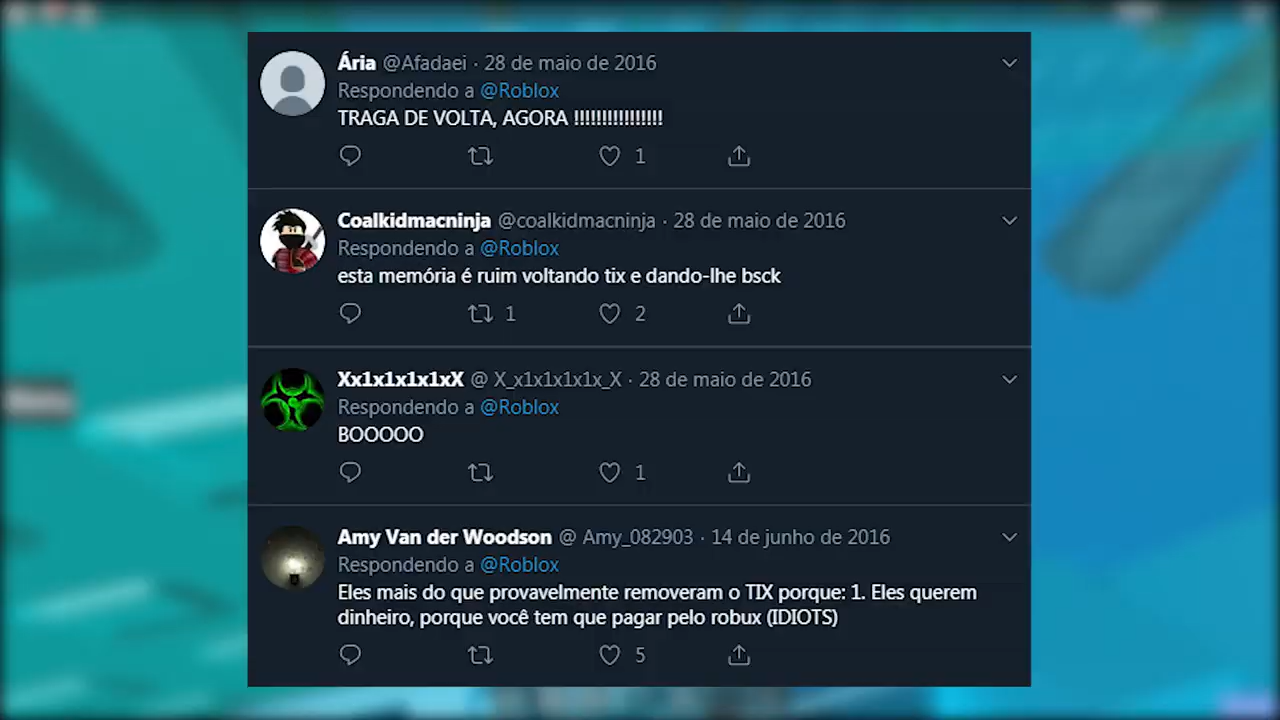 Ária @Afadaei · 28 de maio de 2016
Respondendo a @Roblox
TRAGA DE VOLTA, AGORA !!!!!!!!!!!!!!!!
1
Coalkidmacninja @coalkidmacninja · 28 de maio de 2016
Respondendo a @Roblox
esta memória é ruim voltando tix e dando-lhe bsck
1 2
Xx1x1x1x1xX @ X_x1x1x1x1x_X · 28 de maio de 2016
Respondendo a @Roblox
BOOOOO
1
Amy Van der Woodson @ Amy_082903 · 14 de junho de 2016
Respondendo a @Roblox
Eles mais do que provavelmente removeram o TIX porque: 1. Eles querem
dinheiro, porque você tem que pagar pelo robux (IDIOTS)
5